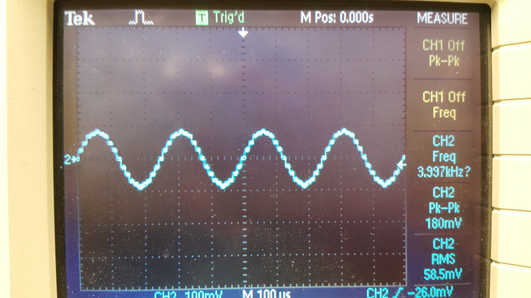 Tek
T Trig'd
M Pos: 0.000s
MEASURE
CH1 Off
Pk-Pk
CH1 Off
Freq
CH2
Freq
3.997kHz?
CH2
Pk-Pk
180mV
CH2
RMS
58.5mV
2
CH2 100mV
M 100µs
CH2 -26.0mV